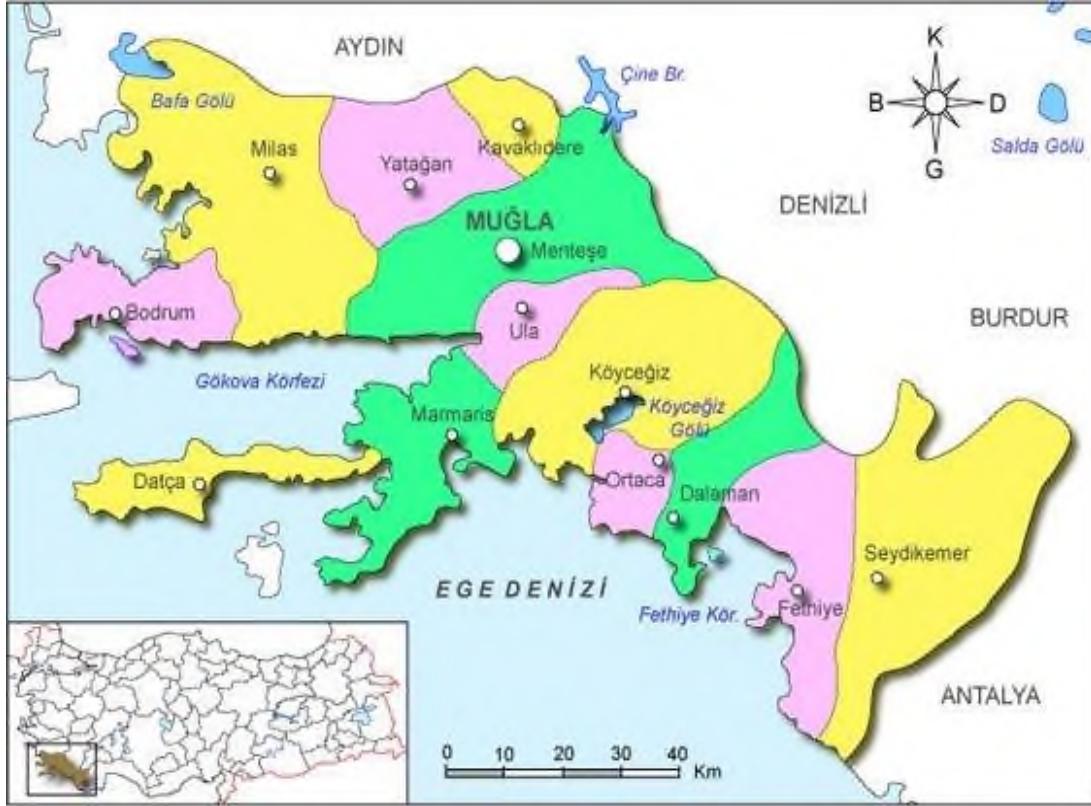 AYDIN
K
B
D
G
Çine Br.
Bafa Gölü
Salda Gölü
Milas
Yatağan
Kavaklıdere
DENİZLİ
MUĞLA
Menteşe
Bodrum
Ula
BURDUR
Gökova Körfezi
Köyceğiz
Köyceğiz
Gölü
Marmaris
Datça
Ortaca
Dalaman
Seydikemer
EGE DENİZİ
Fethiye
Fethiye Kör.
ANTALYA
0 10 20 30 40
Km